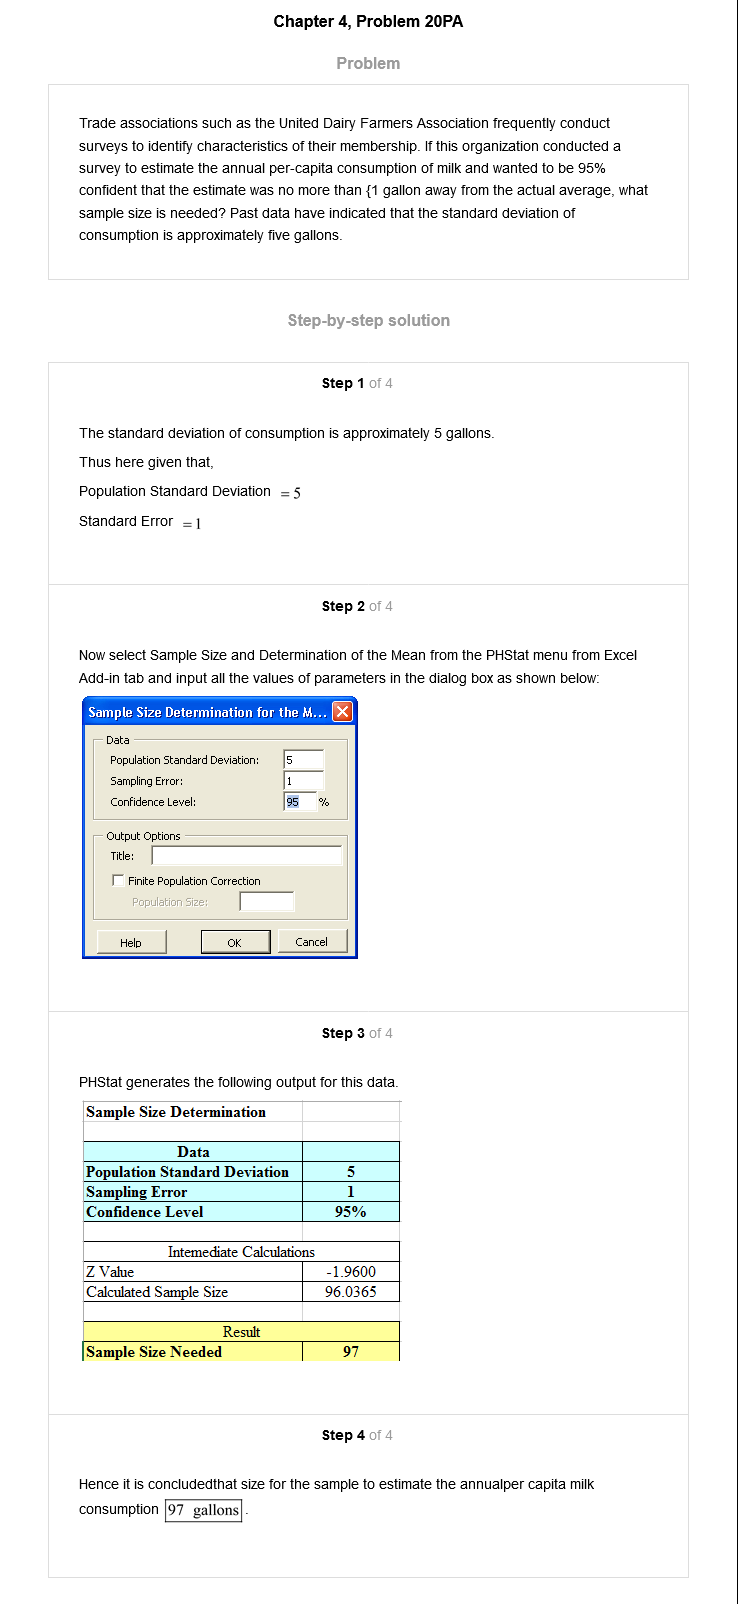 Chapter 4, Problem 20PA
Problem
Trade associations such as the United Dairy Farmers Association frequently conduct
surveys to identify characteristics of their membership. If this organization conducted a
survey to estimate the annual per-capita consumption of milk and wanted to be 95%
confident that the estimate was no more than {1 gallon away from the actual average, what
sample size is needed? Past data have indicated that the standard deviation of
consumption is approximately five gallons.
Step-by-step solution
Step 1 of 4
The standard deviation of consumption is approximately 5 gallons.
Thus here given that,
Population Standard Deviation = 5
Standard Error = 1
Step 2 of 4
Now select Sample Size and Determination of the Mean from the PHStat menu from Excel
Add-in tab and input all the values of parameters in the dialog box as shown below:
Sample Size Determination for the M...
Data
Population Standard Deviation: 5
Sampling Error: 1
Confidence Level: 95 %
Output Options
Title:
Finite Population Correction
Population Size:
Help OK Cancel
Step 3 of 4
PHStat generates the following output for this data.
Sample Size Determination
Data
Population Standard Deviation 5
Sampling Error 1
Confidence Level 95%
Intemediate Calculations
Z Value -1.9600
Calculated Sample Size 96.0365
Result
Sample Size Needed 97
Step 4 of 4
Hence it is concludedthat size for the sample to estimate the annualper capita milk
consumption 97 gallons.